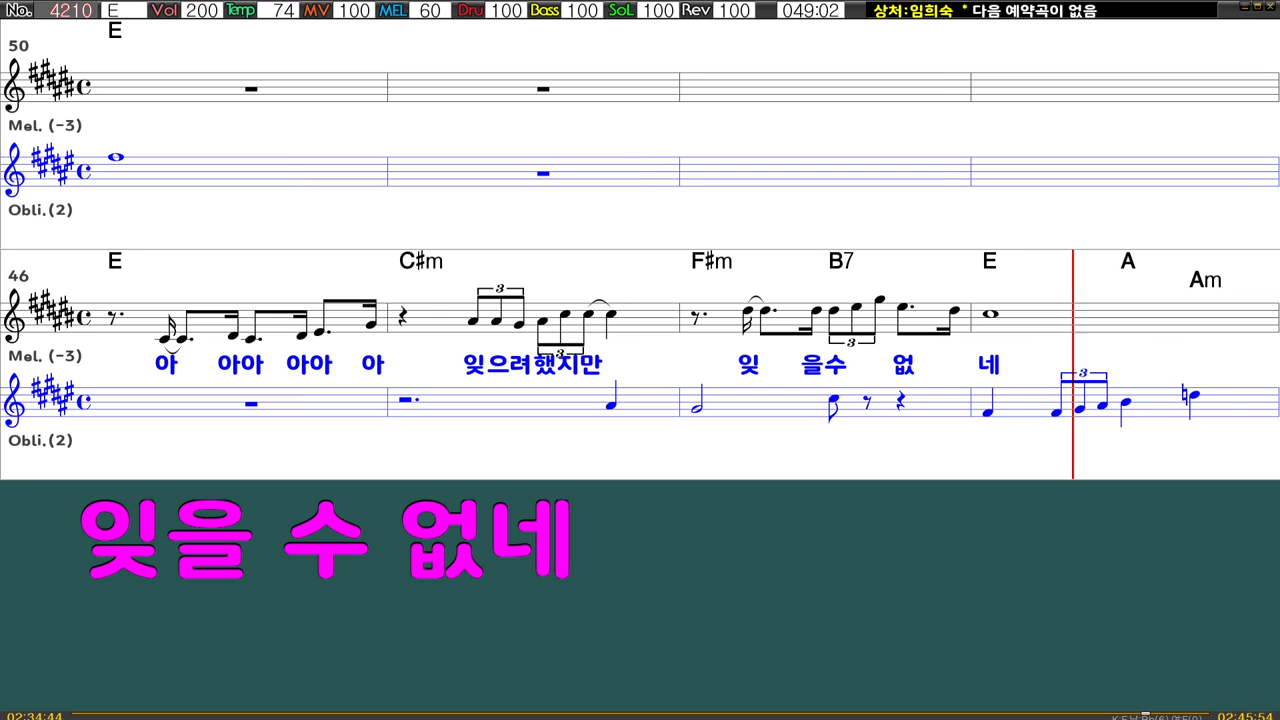 No. 4210 E Vol 200 Temp 74 MV 100 MEL 60 Dru 100 Bass 100 SoL 100 Rev 100 049:02 상처:임희숙 * 다음 예약곡이 없음
E
50
Mel. (-3)
Obli.(2)
E C#m F#m B7 E A Am
46
3 3 3
Mel. (-3)
아 아아 아아 아 잊으려했지만 잊 을수 없 네
3
Obli.(2)
잊을 수 없네
02:34:44 02:45:54